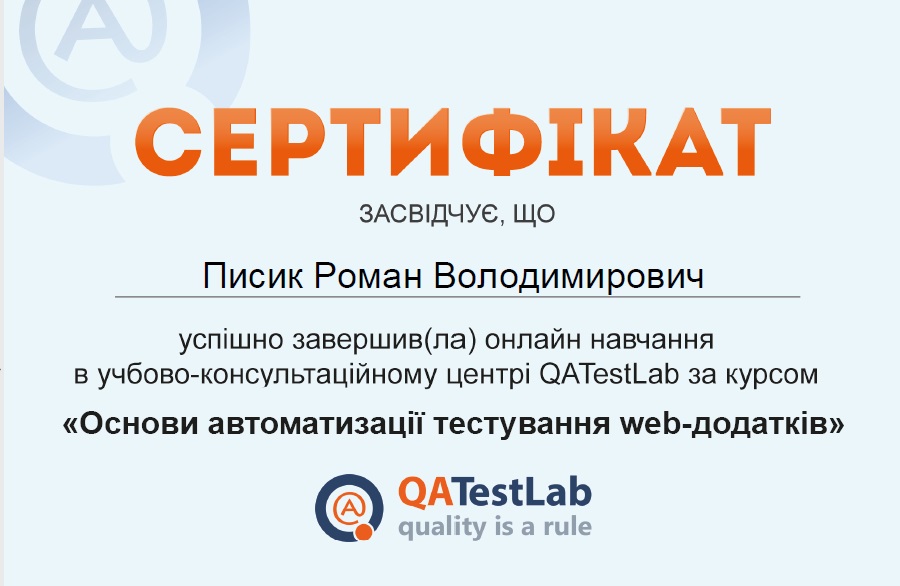 СЕРТИФІКАТ
ЗАСВІДЧУЄ, ЩО
Писик Роман Володимирович
успішно завершив(ла) онлайн навчання
в учбово-консультаційному центрі QATestLab за курсом
«Основи автоматизації тестування web-додатків»
QATestLab
quality is a rule